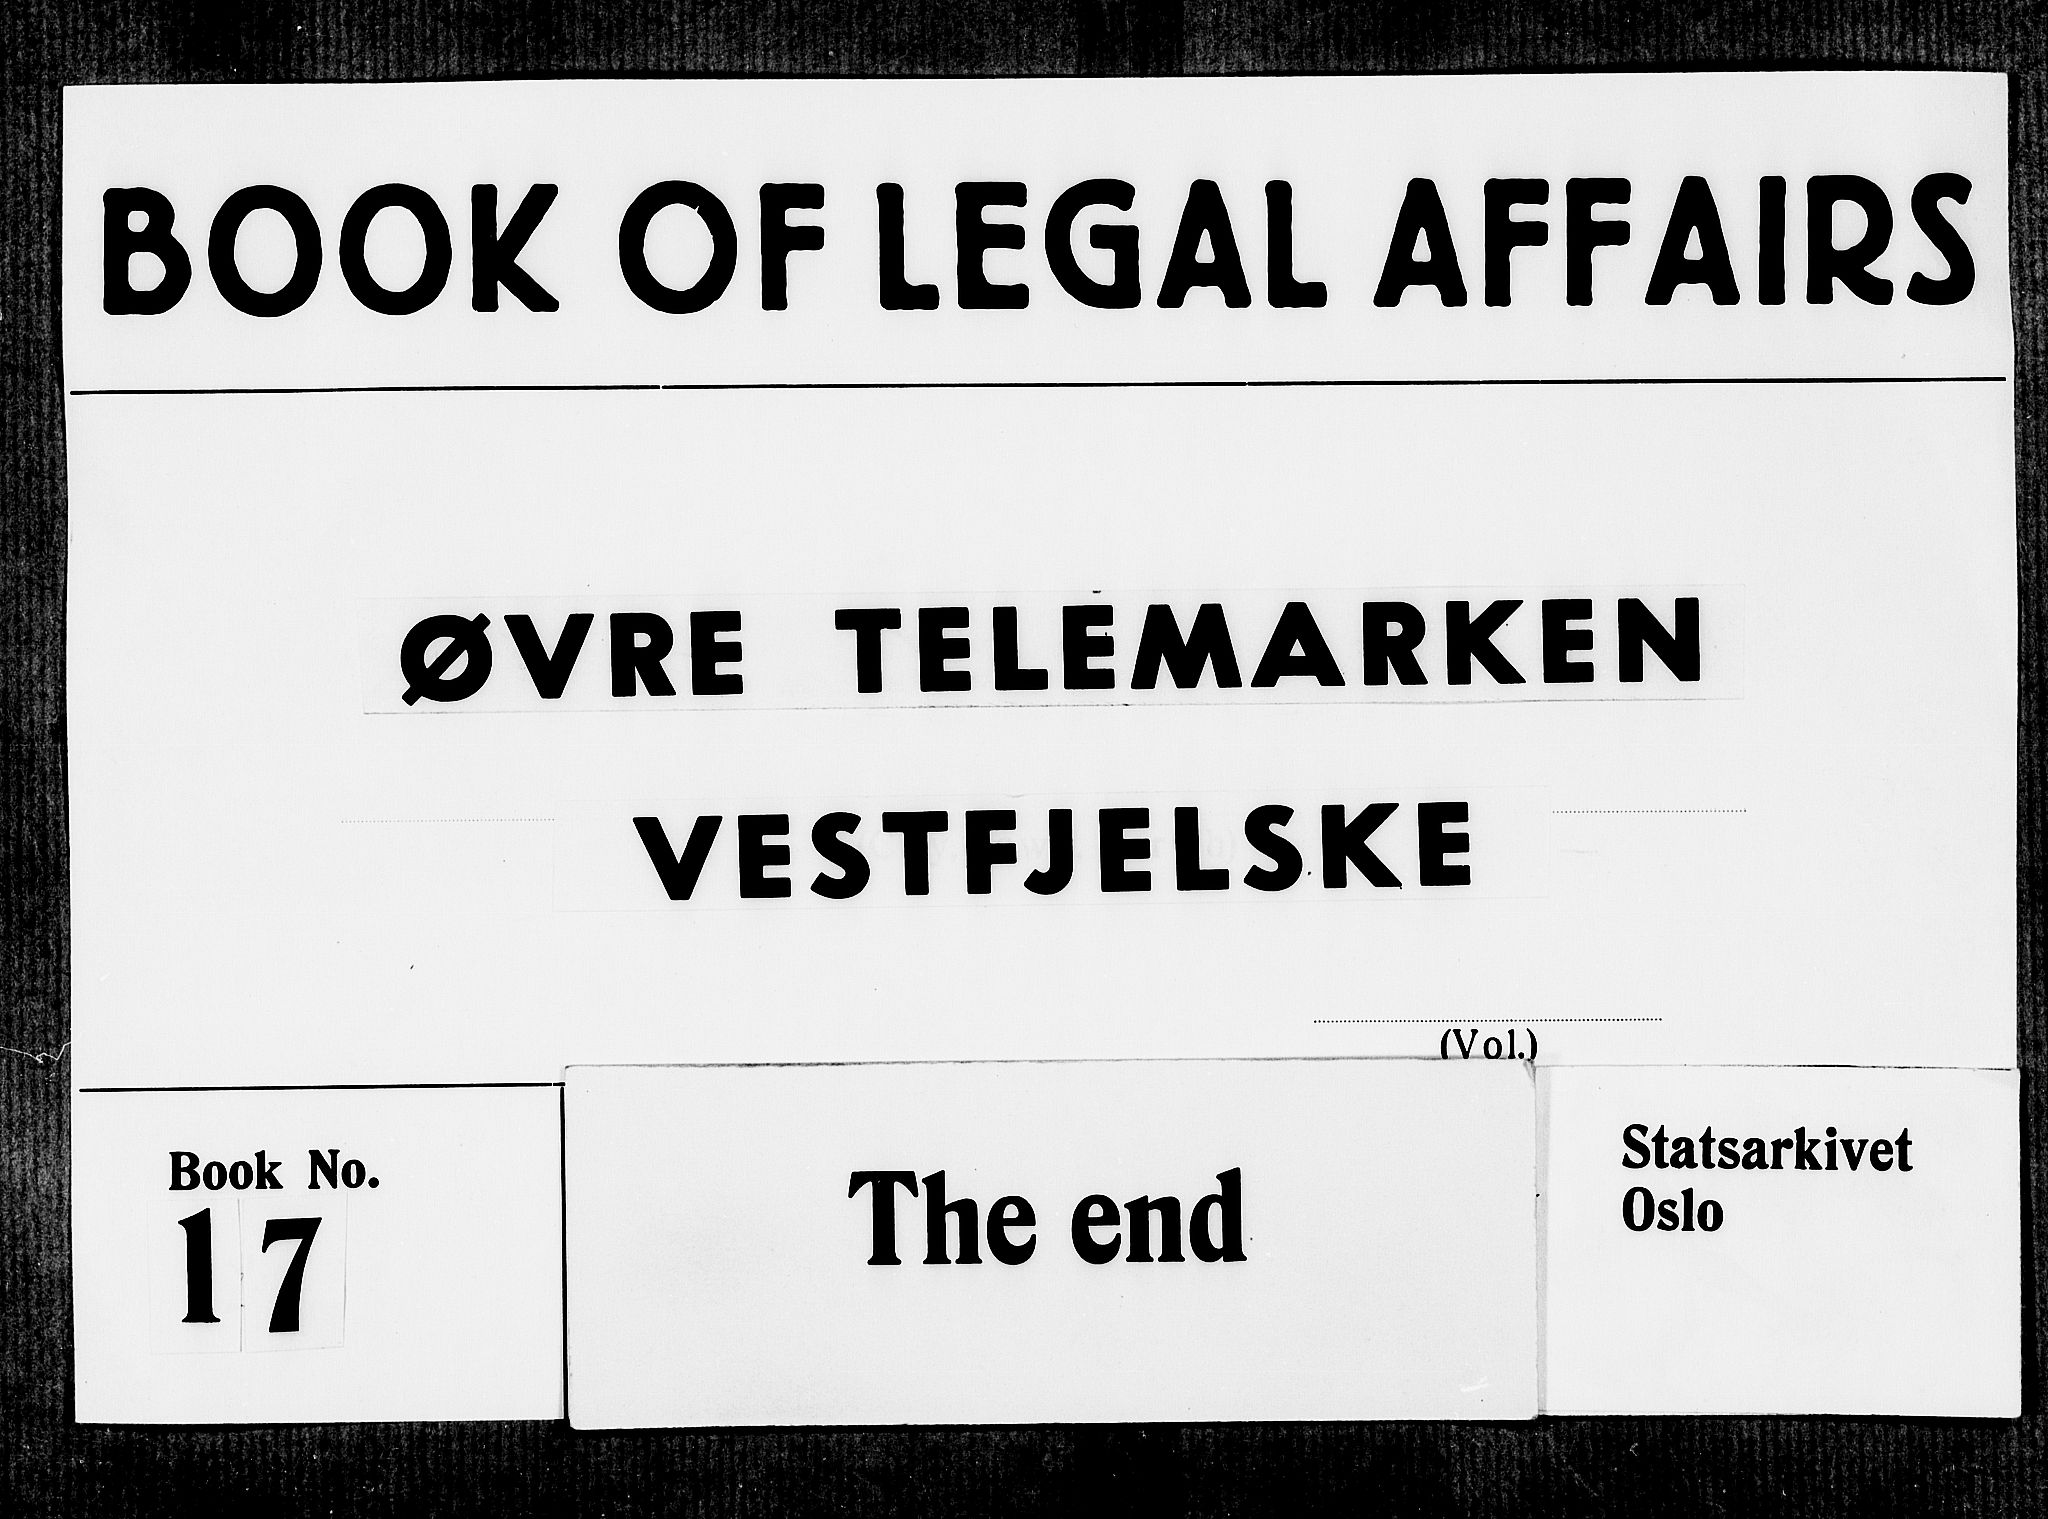 BOOK OF LEGAL AFFAIRS
ØVRE TELEMARKEN
VESTFJELSKE
(Vol.)
Book No.
17
The end
Statsarkivet
Oslo